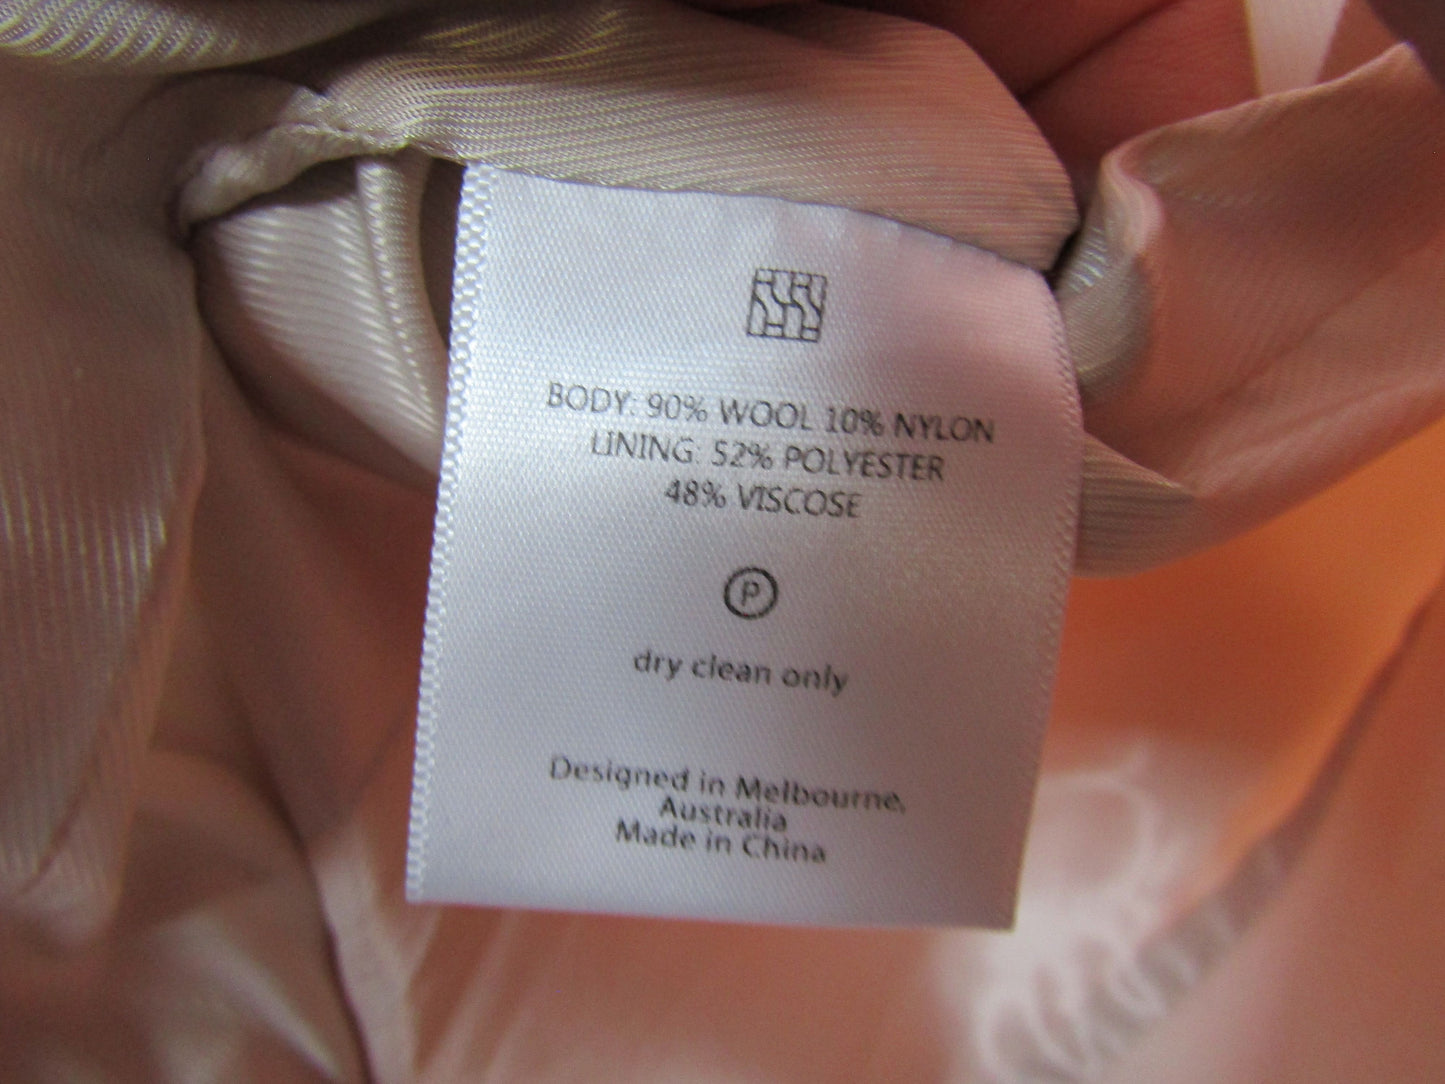 BODY: 90% WOOL 10% NYLON
LINING: 52% POLYESTER
48% VISCOSE
P
dry clean only
Designed in Melbourne,
Australia
Made in China